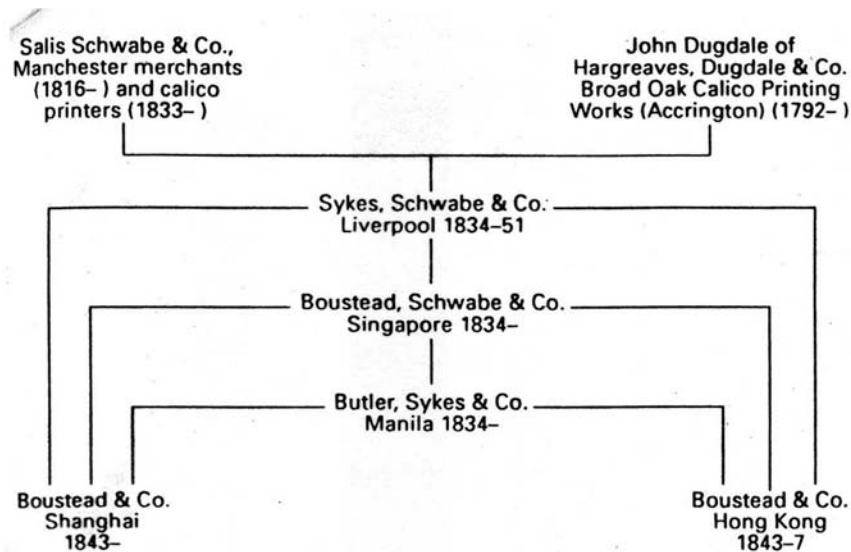 Salis Schwabe & Co.,
Manchester merchants
(1816– ) and calico
printers (1833– )
John Dugdale of
Hargreaves, Dugdale & Co.
Broad Oak Calico Printing
Works (Accrington) (1792– )
Sykes, Schwabe & Co.
Liverpool 1834–51
Boustead, Schwabe & Co.
Singapore 1834–
Butler, Sykes & Co.
Manila 1834–
Boustead & Co.
Shanghai
1843–
Boustead & Co.
Hong Kong
1843–7